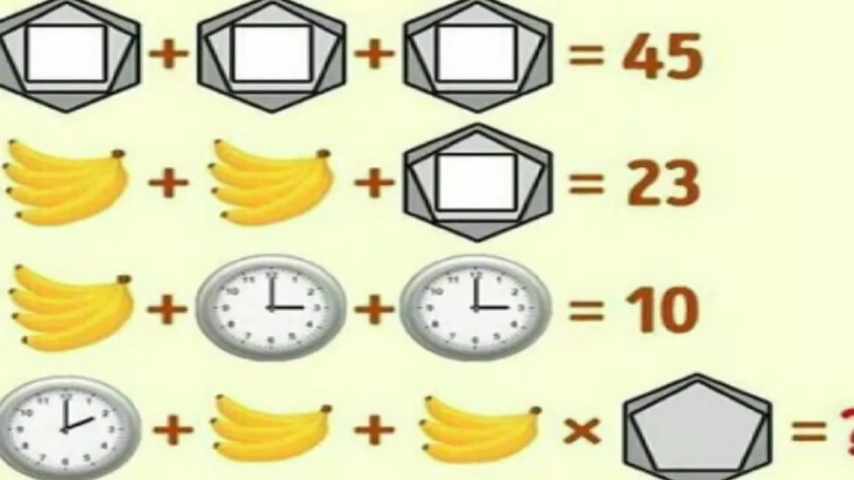 + + = 45
+ + = 23
+ + = 10
+ + × = ?